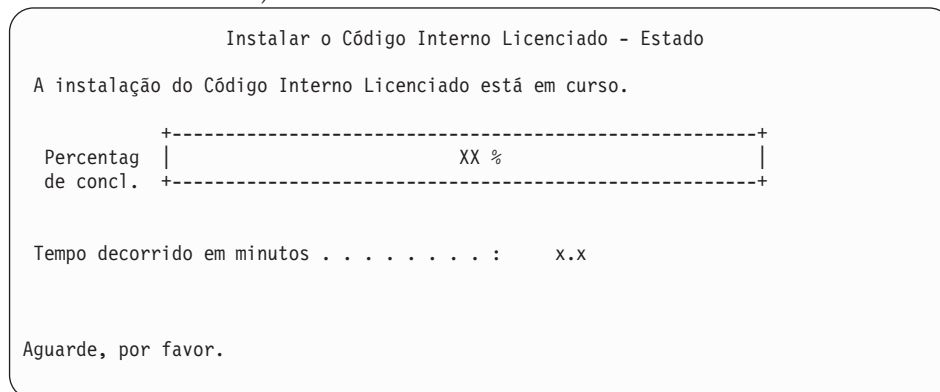 Instalar o Código Interno Licenciado - Estado
A instalação do Código Interno Licenciado está em curso.
+-------------------------------------------------------+
Percentag | XX % |
de concl. +-------------------------------------------------------+
Tempo decorrido em minutos . . . . . . . . : x.x
Aguarde, por favor.